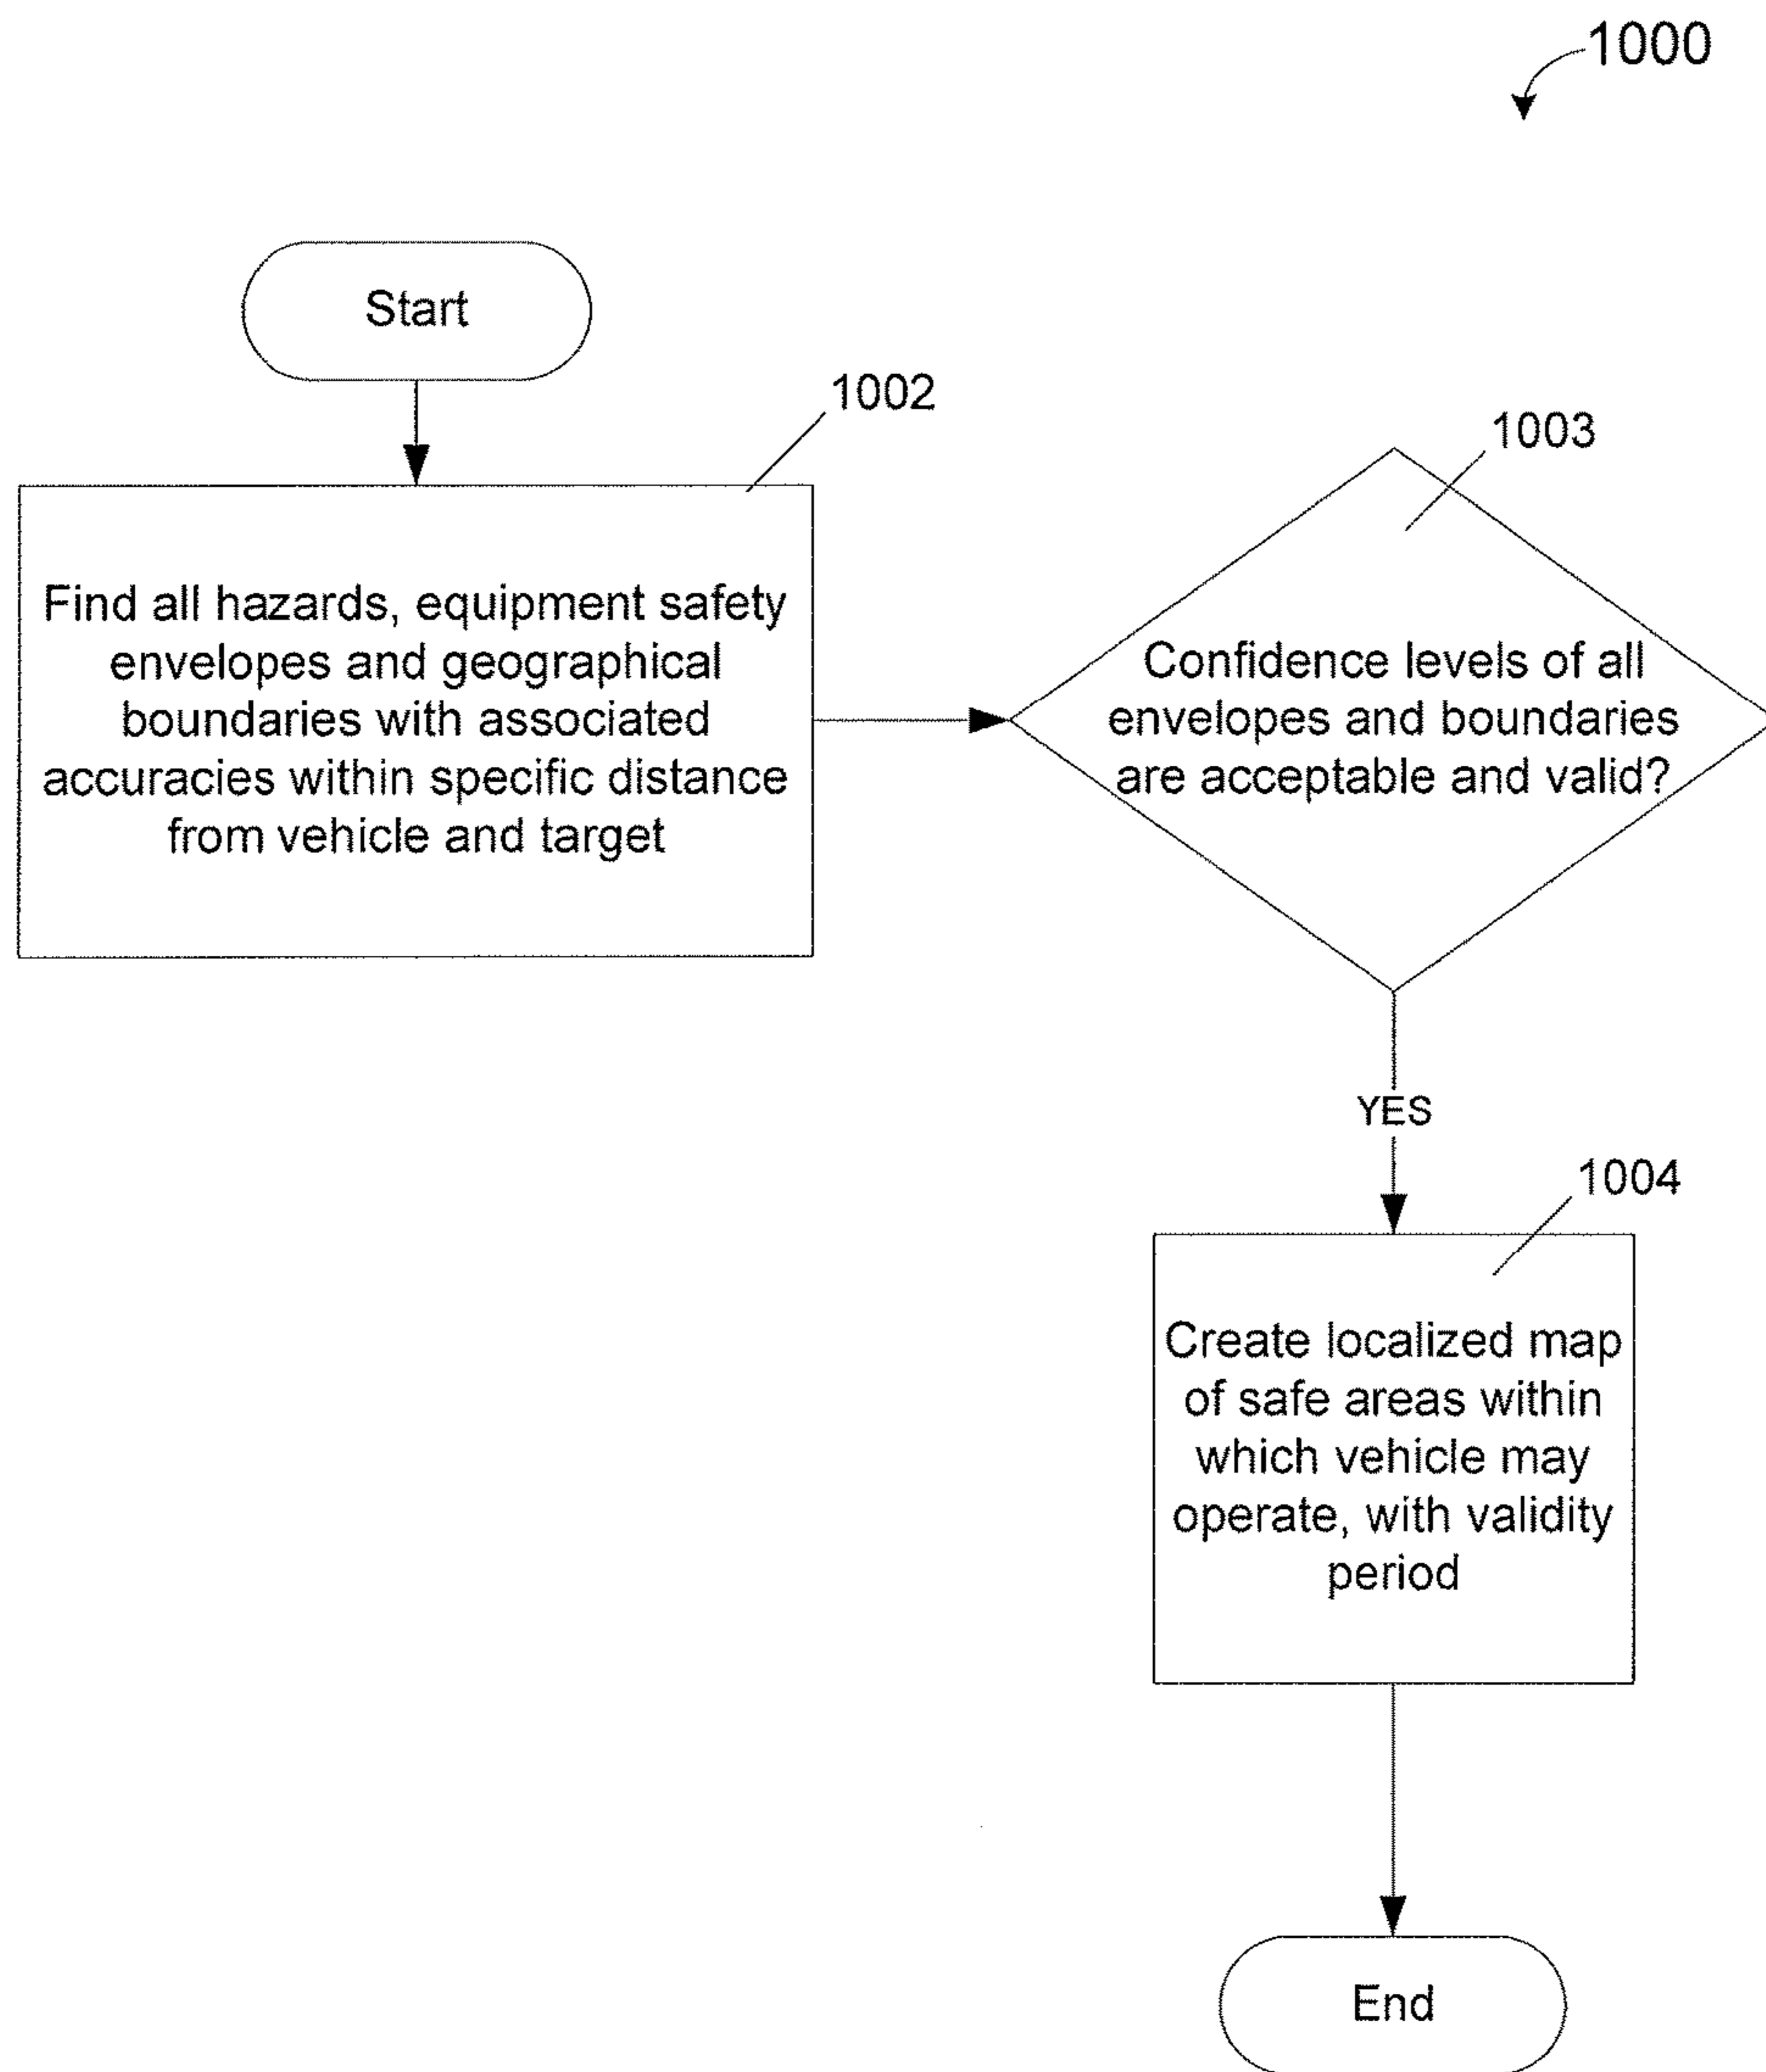 1000
Start
1002
Find all hazards, equipment safety
envelopes and geographical
boundaries with associated
accuracies within specific distance
from vehicle and target
1003
Confidence levels of all
envelopes and boundaries
are acceptable and valid?
YES
1004
Create localized map
of safe areas within
which vehicle may
operate, with validity
period
End